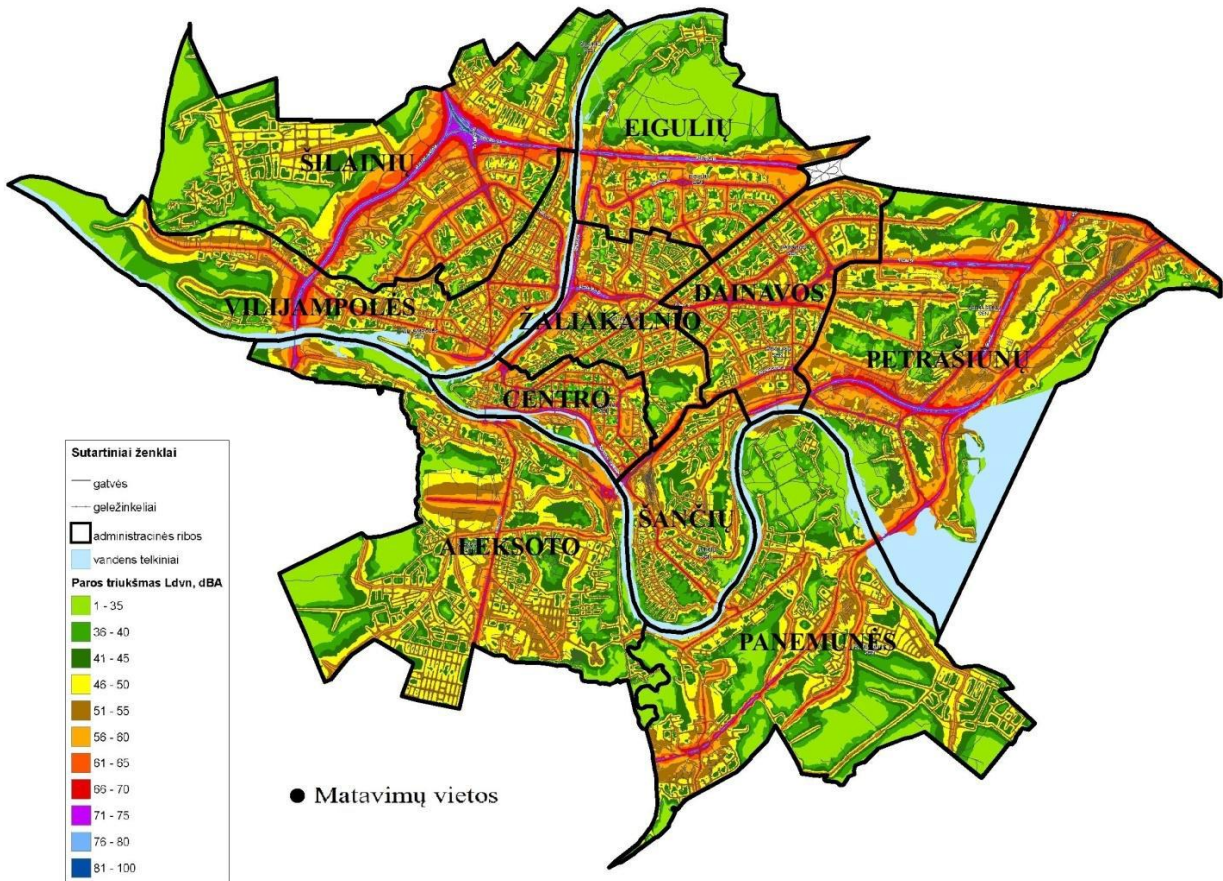 EIGULIŲ
ŠILAINIŲ
DAINAVOS
VILIJAMPOLĖS
ŽALIAKALNIO
PETRAŠIŪNŲ
CENTRO
ŠANČIŲ
ALEKSOTO
PANEMUNĖS
Sutartiniai ženklai
gatvės
geležinkeliai
administracinės ribos
vandens telkiniai
Paros triukšmas Ldvn, dBA
1 - 35
36 - 40
41 - 45
46 - 50
51 - 55
56 - 60
61 - 65
66 - 70
71 - 75
76 - 80
81 - 100
Matavimų vietos